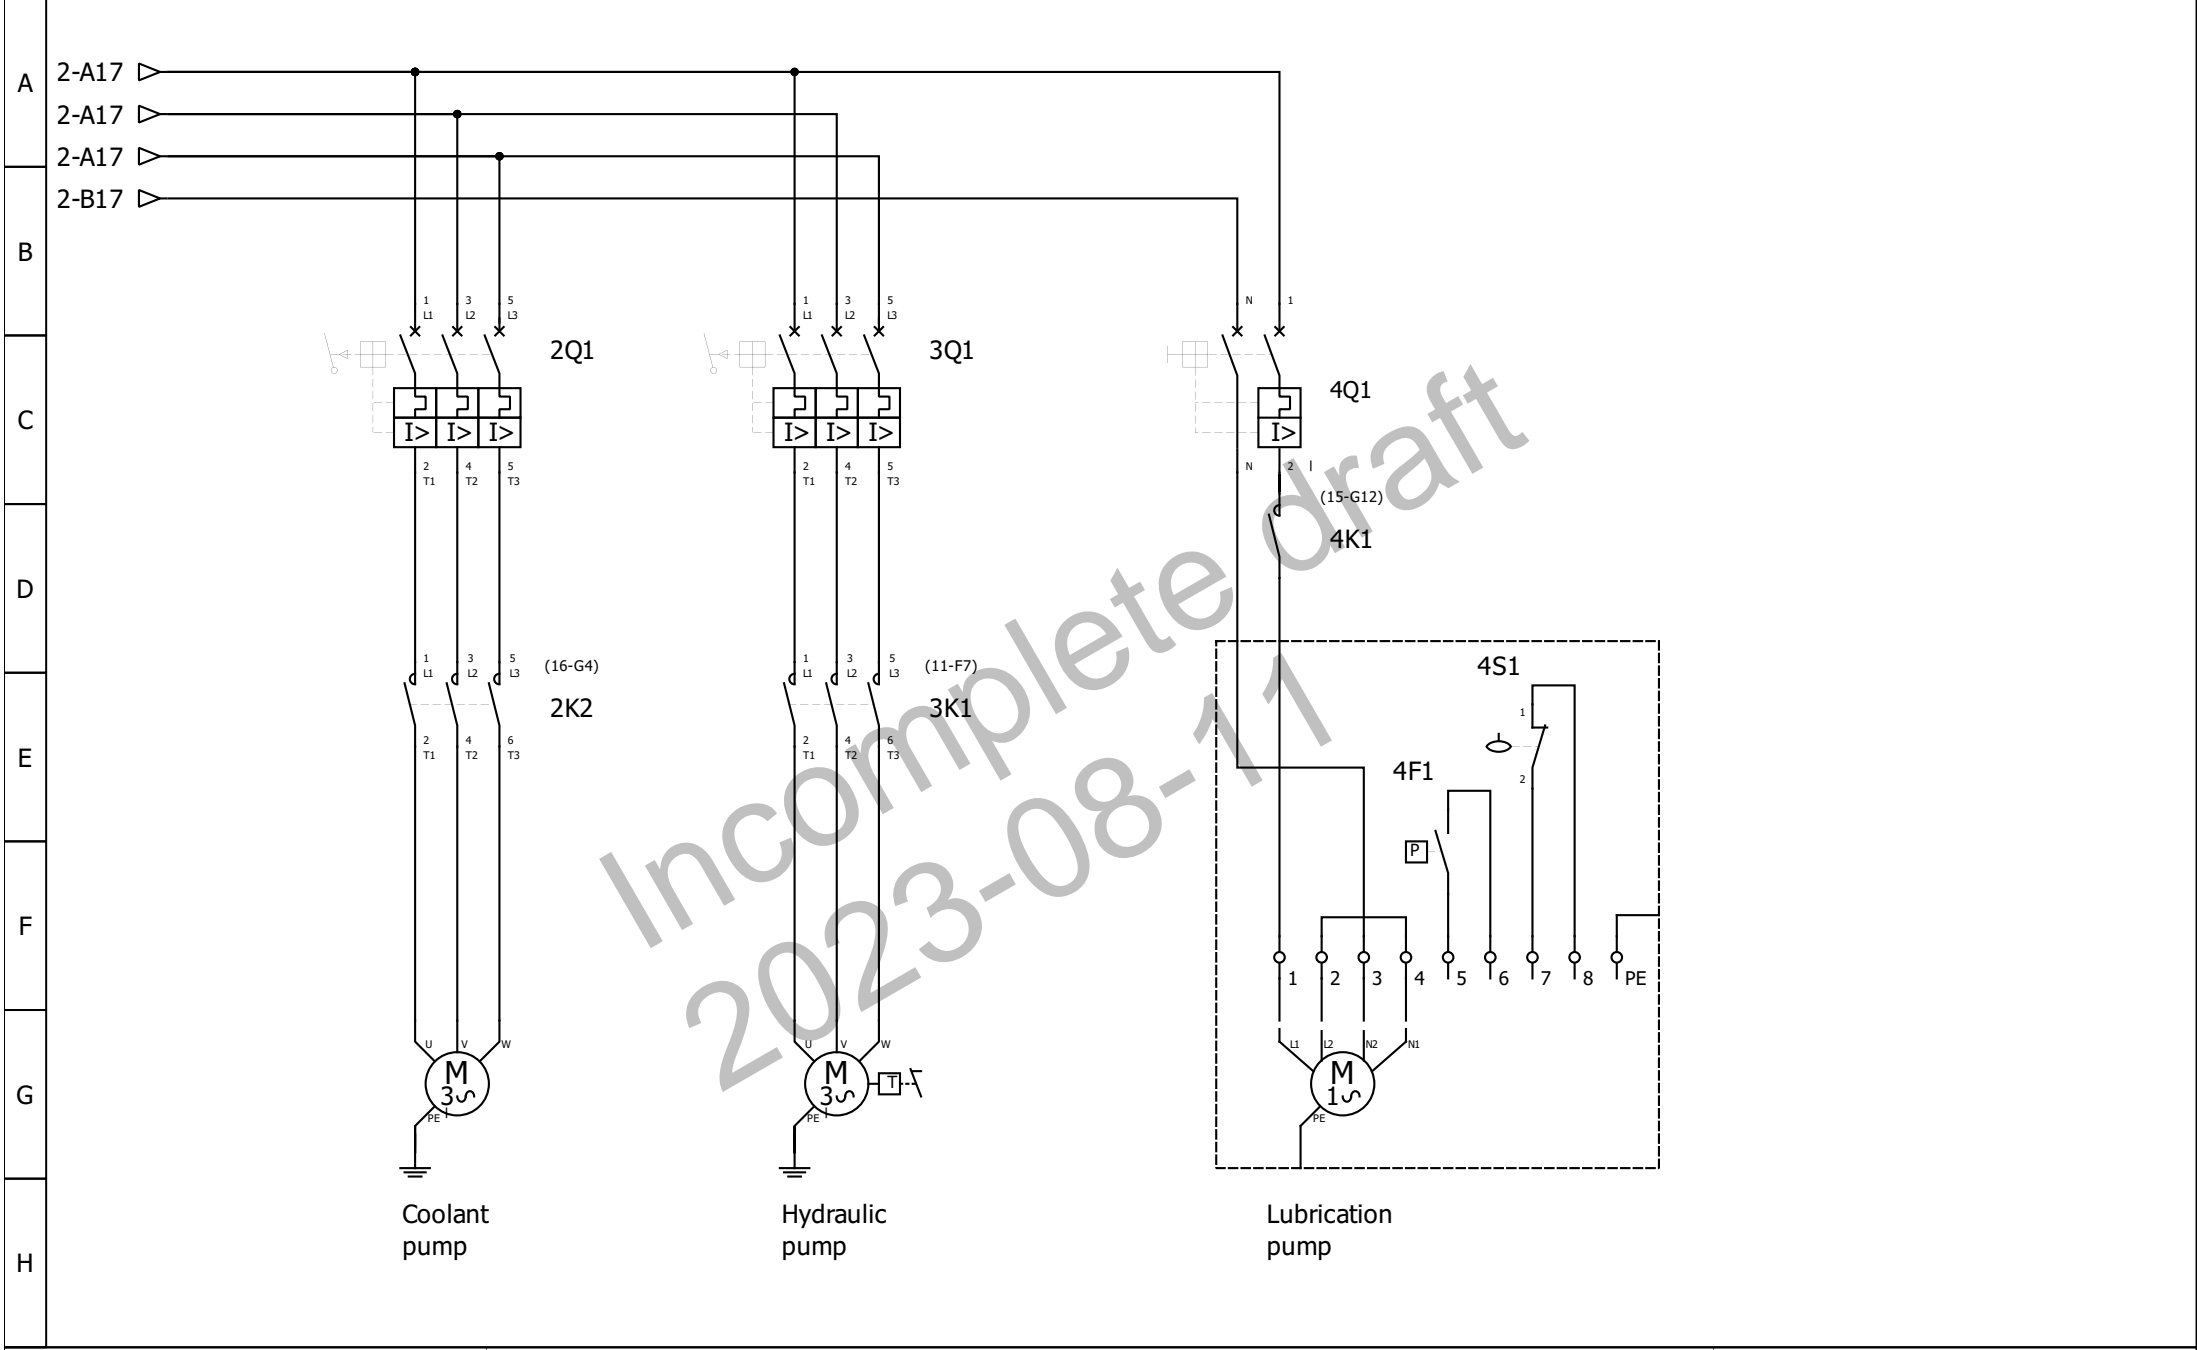 A
2-A17
2-A17
2-A17
2-B17
B
1 3 5
L1 L2 L3
1 3 5
L1 L2 L3
N 1
2Q1
3Q1
4Q1
C
I> I> I>
I> I> I>
I>
2 4 5
T1 T2 T3
2 4 5
T1 T2 T3
N 2
(15-G12)
4K1
D
1 3 5
L1 L2 L3
(16-G4)
2K2
1 3 5
L1 L2 L3
(11-F7)
3K1
4S1
1
2
E
2 4 6
T1 T2 T3
2 4 6
T1 T2 T3
4F1
P
F
1 2 3 4 5 6 7 8 PE
G
U V W
M
3
PE
U V W
M
3
PE
T
L1 L2 N2 N1
M
1
PE
H
Coolant
pump
Hydraulic
pump
Lubrication
pump
Incomplete draft
2023-08-11